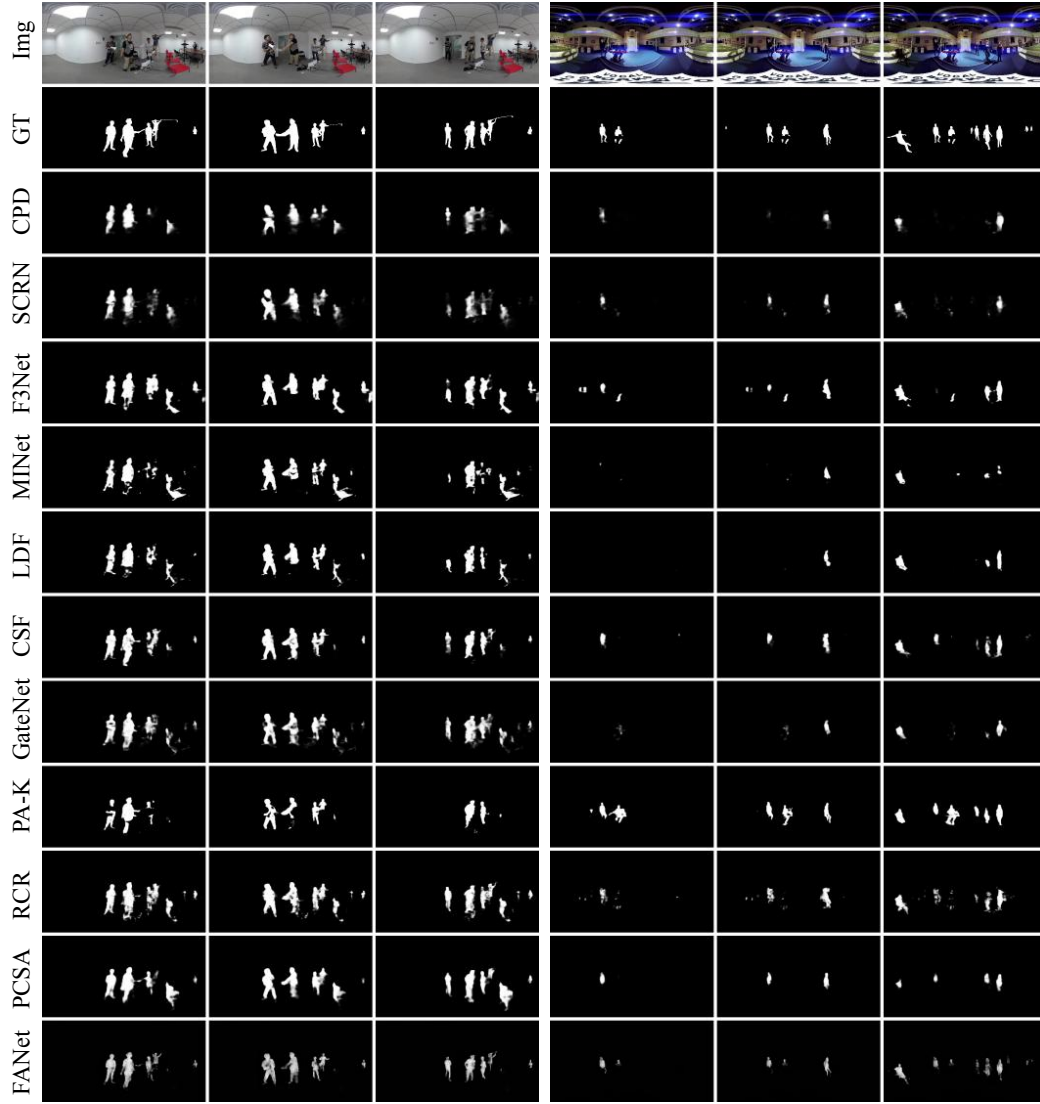 Img
GT
CPD
SCRN
F3Net
MINet
LDF
CSF
GateNet
PA-K
RCR
PCSA
FANet